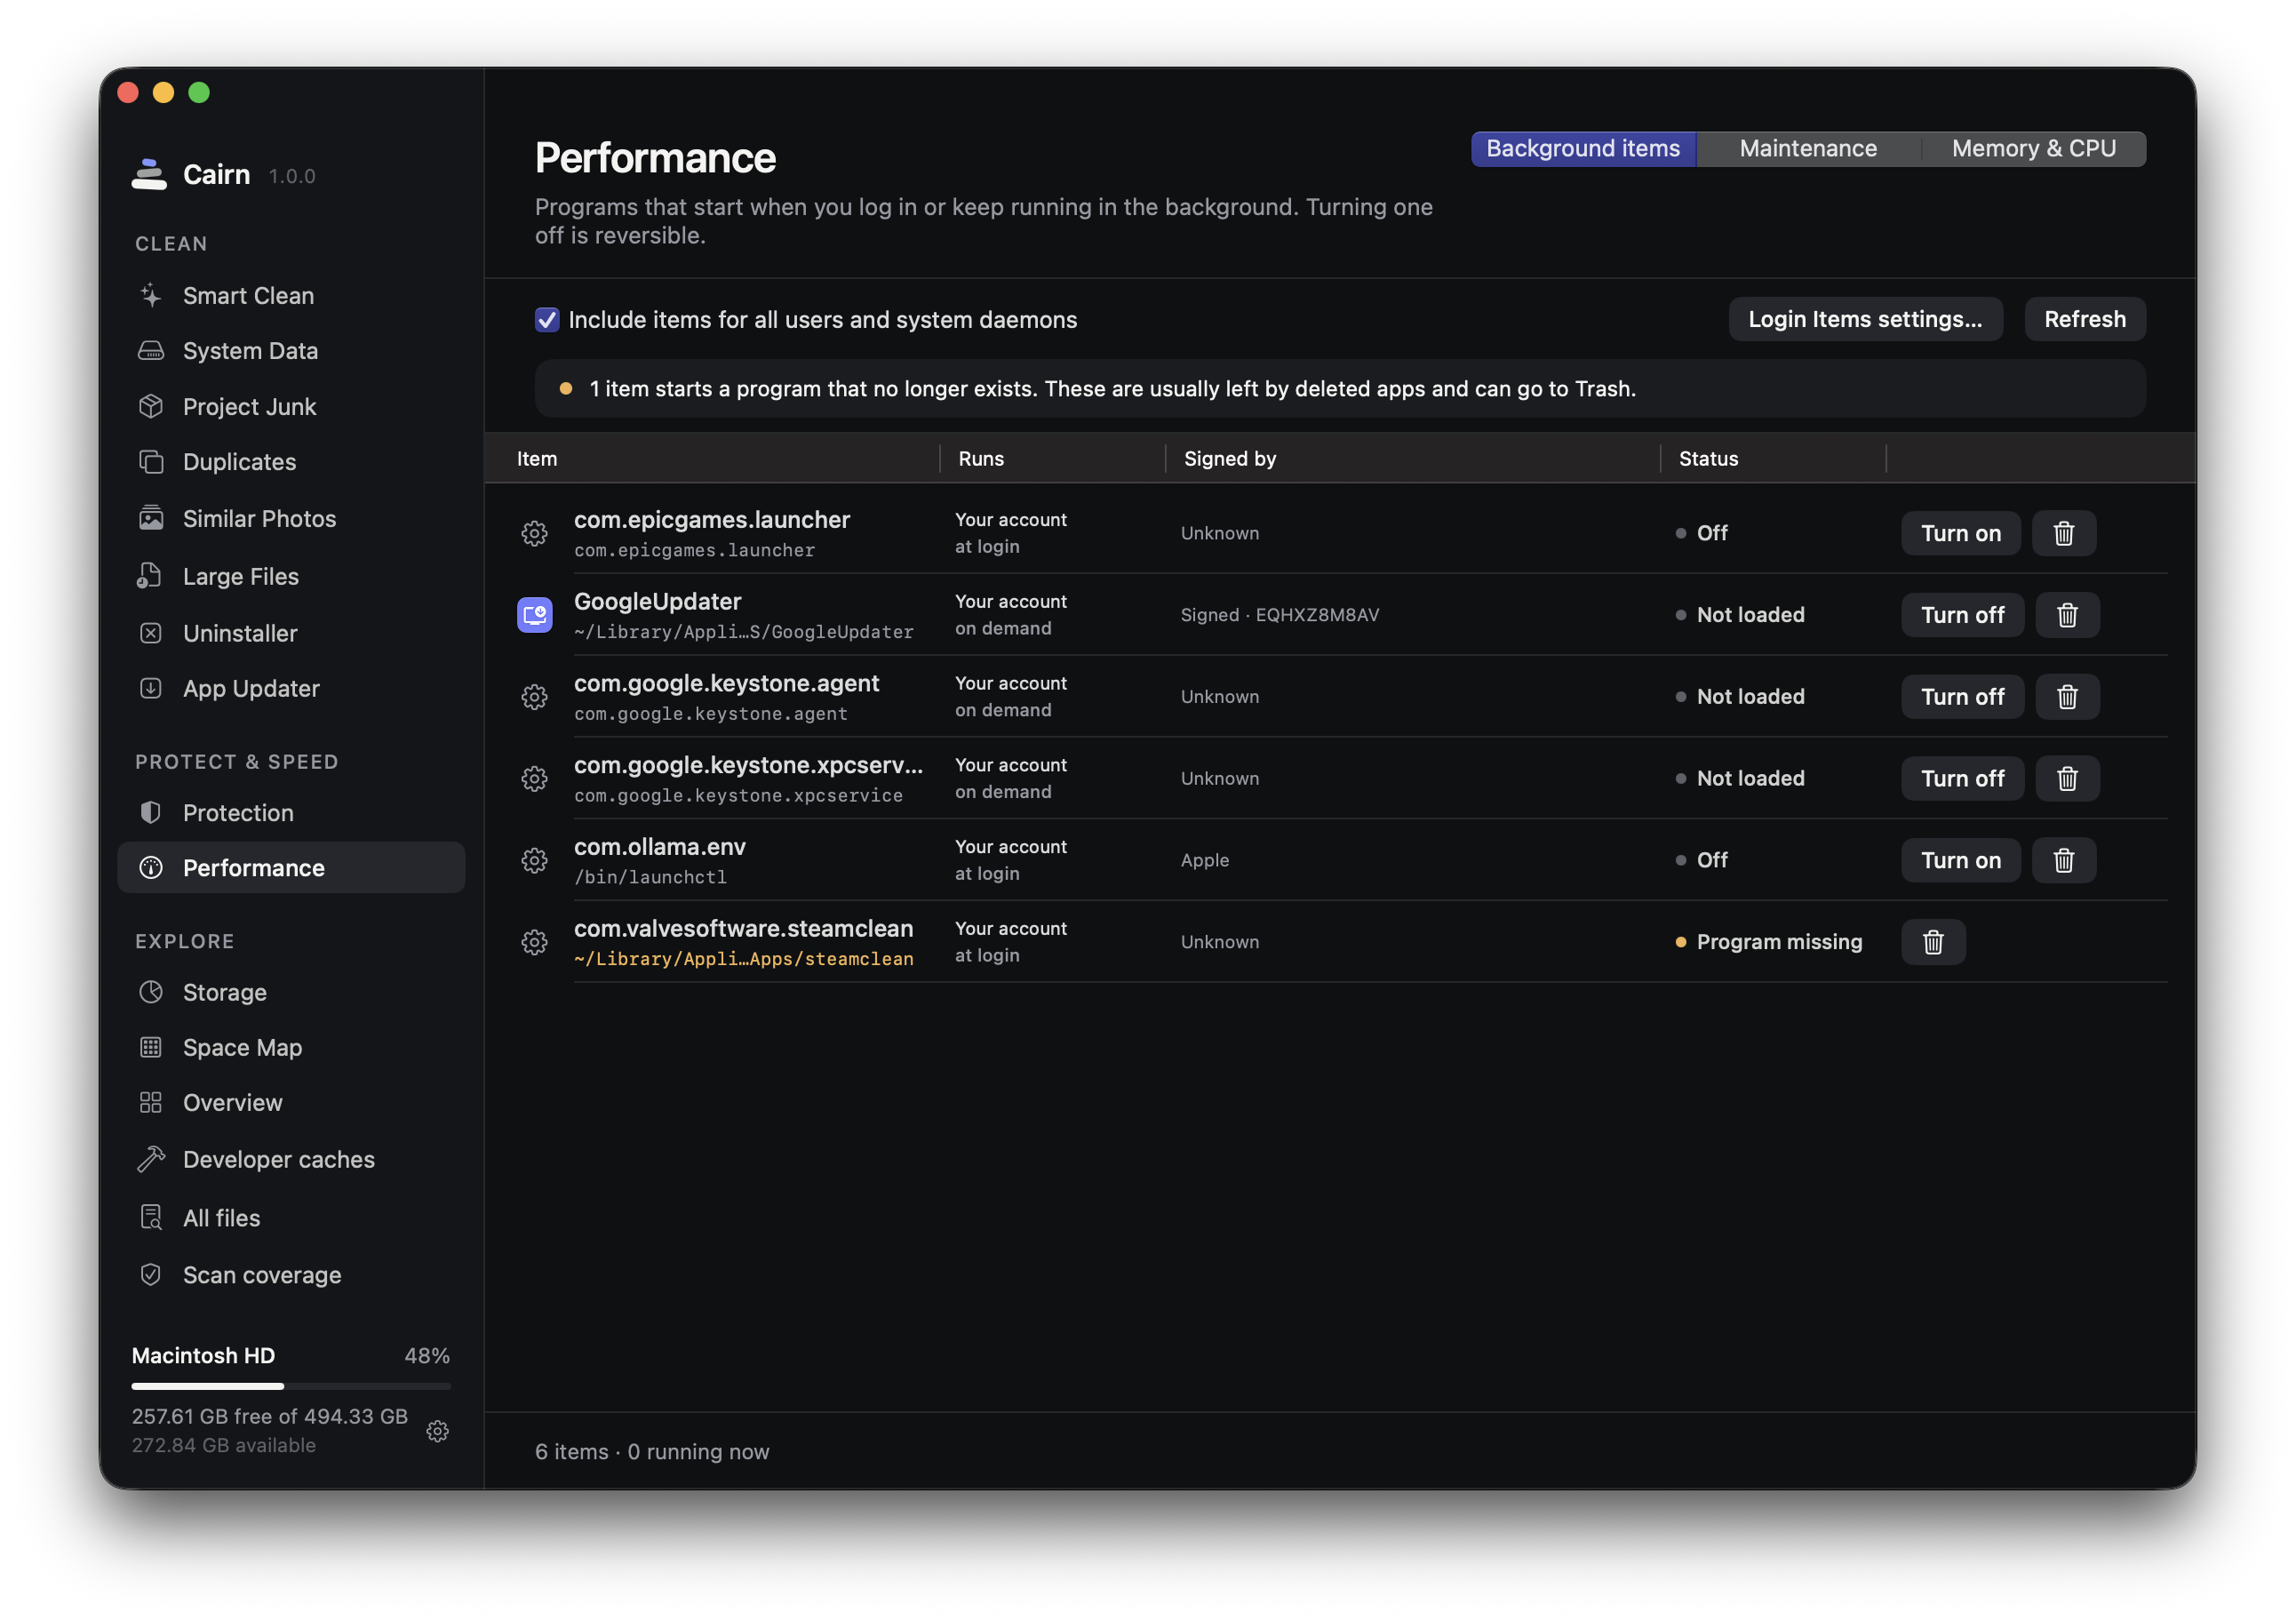 Cairn 1.0.0
CLEAN
Smart Clean
System Data
Project Junk
Duplicates
Similar Photos
Large Files
Uninstaller
App Updater
PROTECT & SPEED
Protection
Performance
EXPLORE
Storage
Space Map
Overview
Developer caches
All files
Scan coverage
Macintosh HD 48%
257.61 GB free of 494.33 GB
272.84 GB available
Performance
Programs that start when you log in or keep running in the background. Turning one
off is reversible.
Background items Maintenance Memory & CPU
Include items for all users and system daemons
Login Items settings... Refresh
1 item starts a program that no longer exists. These are usually left by deleted apps and can go to Trash.
Item Runs Signed by Status
com.epicgames.launcher
com.epicgames.launcher
Your account
at login
Unknown
Off
Turn on
GoogleUpdater
~/Library/Appli…S/GoogleUpdater
Your account
on demand
Signed · EQHXZ8M8AV
Not loaded
Turn off
com.google.keystone.agent
com.google.keystone.agent
Your account
on demand
Unknown
Not loaded
Turn off
com.google.keystone.xpcserv...
com.google.keystone.xpcservice
Your account
on demand
Unknown
Not loaded
Turn off
com.ollama.env
/bin/launchctl
Your account
at login
Apple
Off
Turn on
com.valvesoftware.steamclean
~/Library/Appli…Apps/steamclean
Your account
at login
Unknown
Program missing
6 items · 0 running now